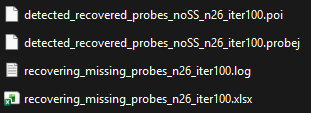 detected_recovered_probes_noSS_n26_iter100.poi
detected_recovered_probes_noSS_n26_iter100.probej
recovering_missing_probes_n26_iter100.log
recovering_missing_probes_n26_iter100.xlsx